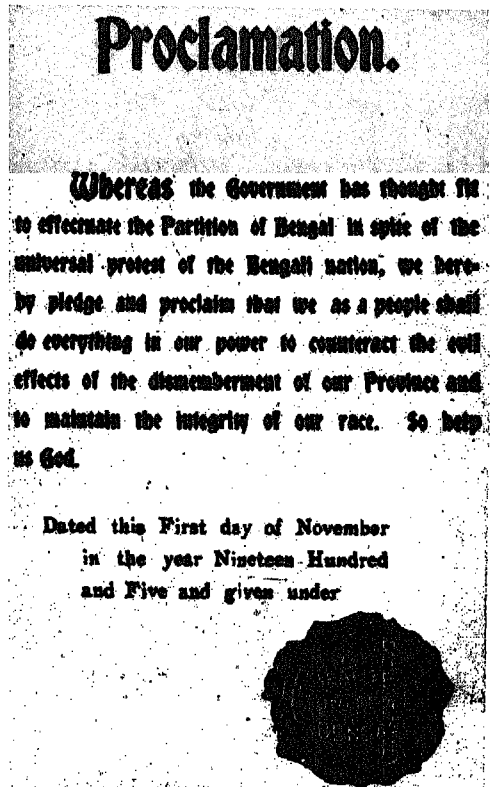 Proclamation.
Whereas the Government has thought fit
to effectuate the Partition of Bengal in spite of the
universal protest of the Bengali nation, we here-
by pledge and proclaim that we as a people shall
do everything in our power to counteract the evil
effects of the dismemberment of our Province and
to maintain the integrity of our race. So help
us God.
Dated this First day of November
in the year Nineteen Hundred
and Five and given under